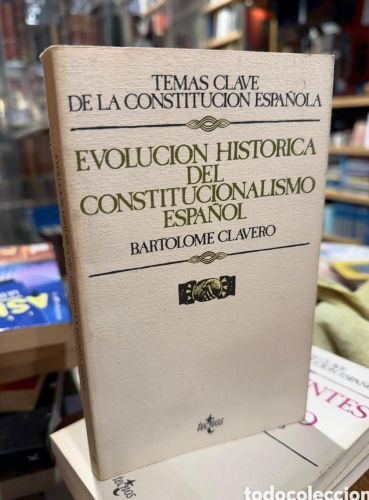 TEMAS CLAVE
DE LA CONSTITUCION ESPAÑOLA
EVOLUCION HISTORICA
DEL
CONSTITUCIONALISMO
ESPAÑOL
BARTOLOME CLAVERO
tecnos
todocoleccion